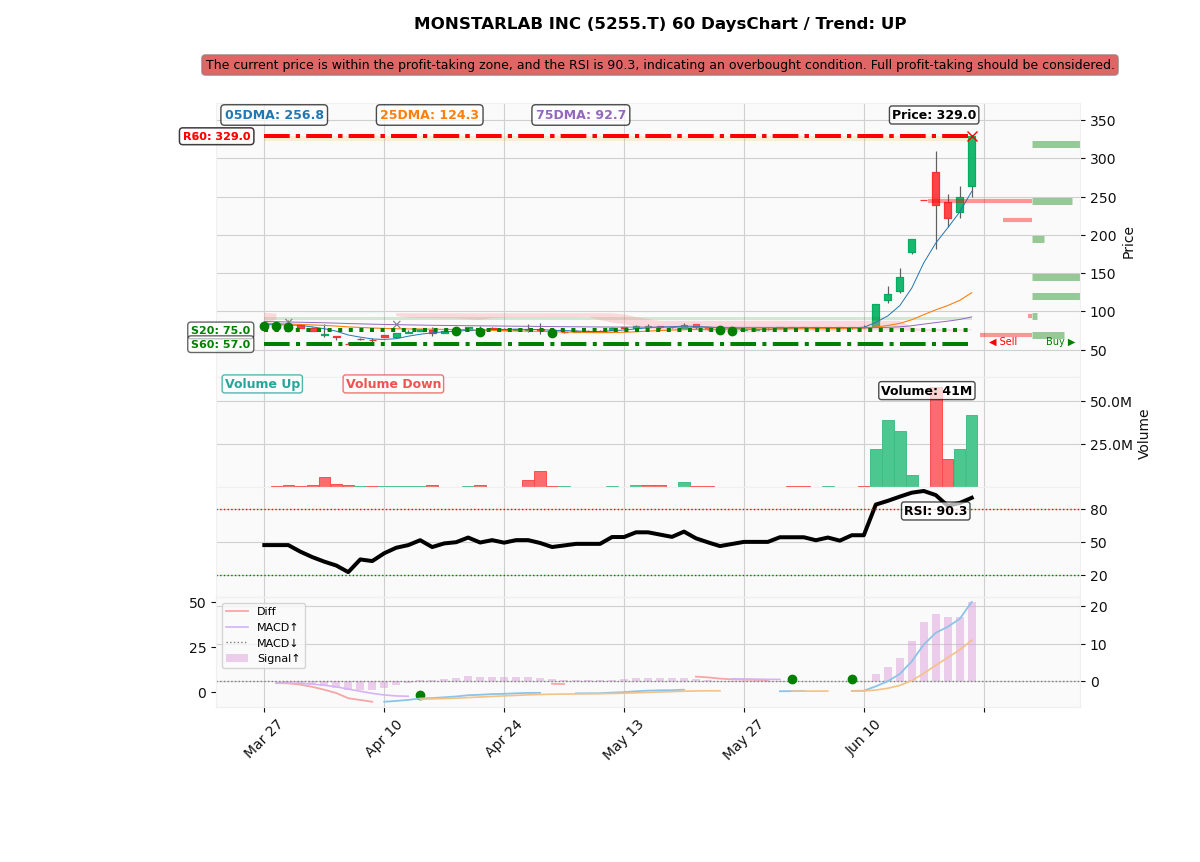 MONSTARLAB INC (5255.T) 60 DaysChart / Trend: UP
The current price is within the profit-taking zone, and the RSI is 90.3, indicating an overbought condition. Full profit-taking should be considered.
05DMA: 256.8
25DMA: 124.3
75DMA: 92.7
Price: 329.0
R60: 329.0
S20: 75.0
S60: 57.0
350
300
250
200
150
100
50
Price
◀ Sell
Buy ▶
Volume Up
Volume Down
Volume: 41M
50.0M
25.0M
Volume
RSI: 90.3
80
50
20
Diff
MACD↑
MACD↓
Signal↑
50
25
0
20
10
0
Mar 27
Apr 10
Apr 24
May 13
May 27
Jun 10